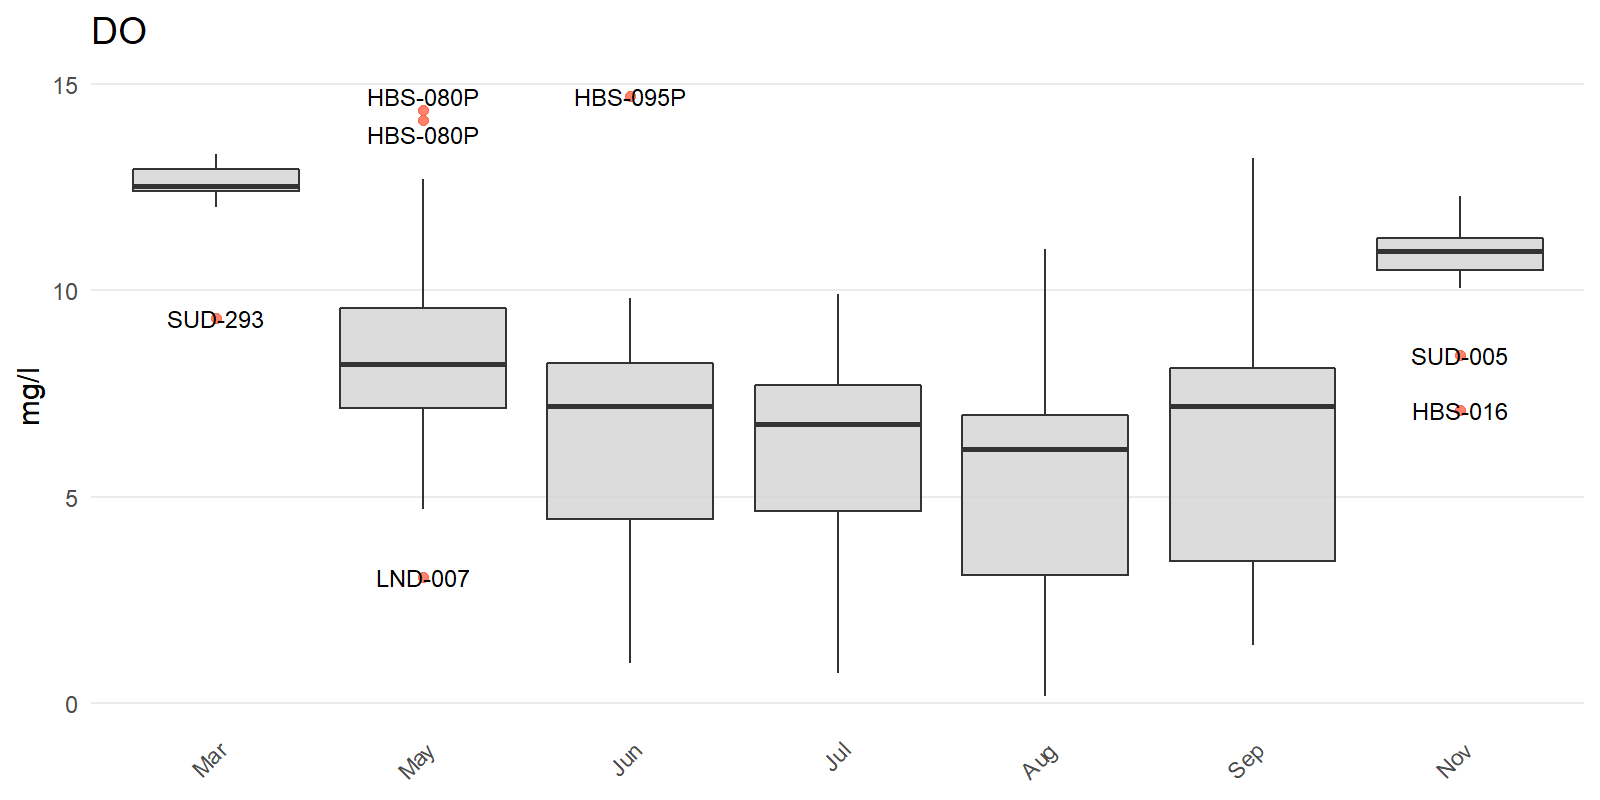 DO
15
HBS-080P
HBS-095P
HBS-080P
10
SUD-293
SUD-005
mg/l
HBS-016
5
LND-007
0
Mar
May
Jun
Jul
Aug
Sep
Nov